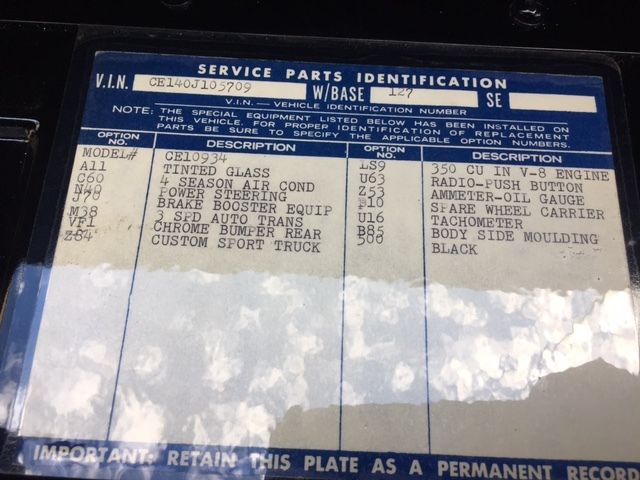 SERVICE PARTS IDENTIFICATION
V.I.N. CE140J105709 W/BASE 127 SE
V.I.N. — VEHICLE IDENTIFICATION NUMBER
NOTE: THE SPECIAL EQUIPMENT LISTED BELOW HAS BEEN INSTALLED ON
THIS VEHICLE. FOR PROPER IDENTIFICATION OF REPLACEMENT
PARTS BE SURE TO SPECIFY THE APPLICABLE OPTION NUMBERS.
OPTION NO. DESCRIPTION OPTION NO. DESCRIPTION
MODEL# CE10934 LS9 350 CU IN V-8 ENGINE
A11 TINTED GLASS U63 RADIO-PUSH BUTTON
C60 4 SEASON AIR COND Z53 AMMETER-OIL GAUGE
N40 POWER STEERING P10 SPARE WHEEL CARRIER
J70 BRAKE BOOSTER EQUIP U16 TACHOMETER
M38 3 SPD AUTO TRANS B85 BODY SIDE MOULDING
VF1 CHROME BUMPER REAR 500 BLACK
Z84 CUSTOM SPORT TRUCK
IMPORTANT: RETAIN THIS PLATE AS A PERMANENT RECORD